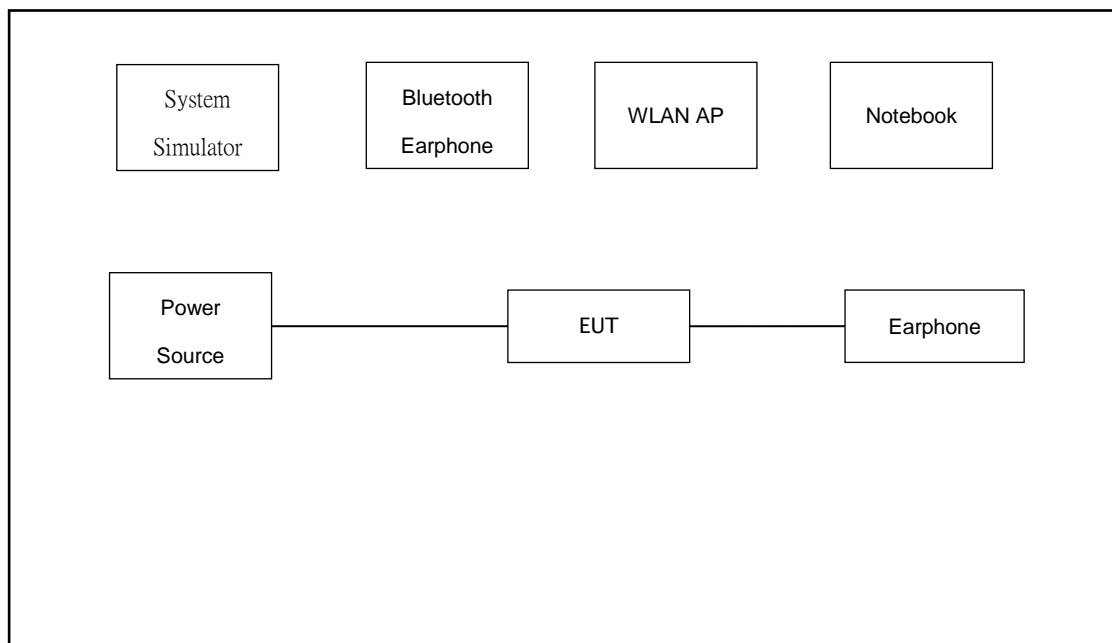 System
Simulator
Bluetooth
Earphone
WLAN AP
Notebook
Power
Source
EUT
Earphone